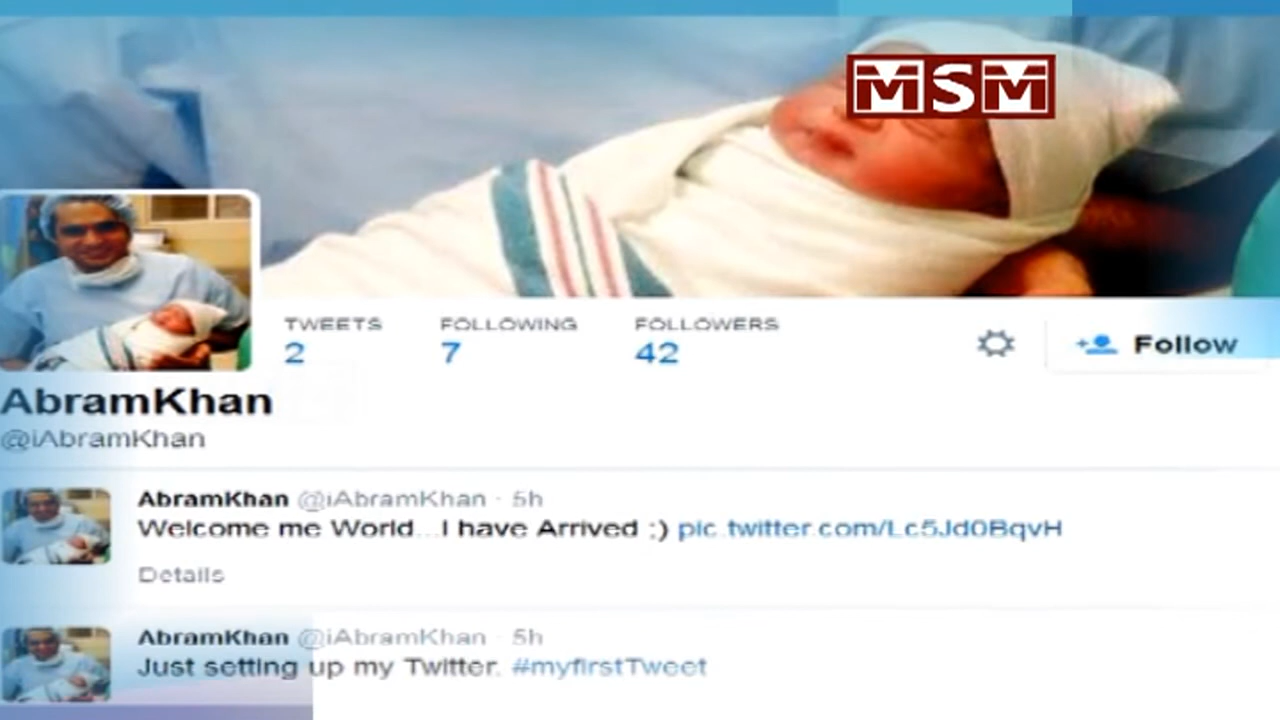 MSM
TWEETS FOLLOWING FOLLOWERS
2 7 42
Follow
AbramKhan
@iAbramKhan
AbramKhan @iAbramKhan · 5h
Welcome me World...I have Arrived ;) pic.twitter.com/Lc5Jd0BqvH
Details
AbramKhan @iAbramKhan · 5h
Just setting up my Twitter. #myfirstTweet